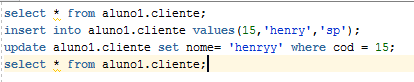 select * from aluno1.cliente;
insert into aluno1.cliente values(15,'henry','sp');
update aluno1.cliente set nome= 'henryy' where cod = 15;
select * from aluno1.cliente;